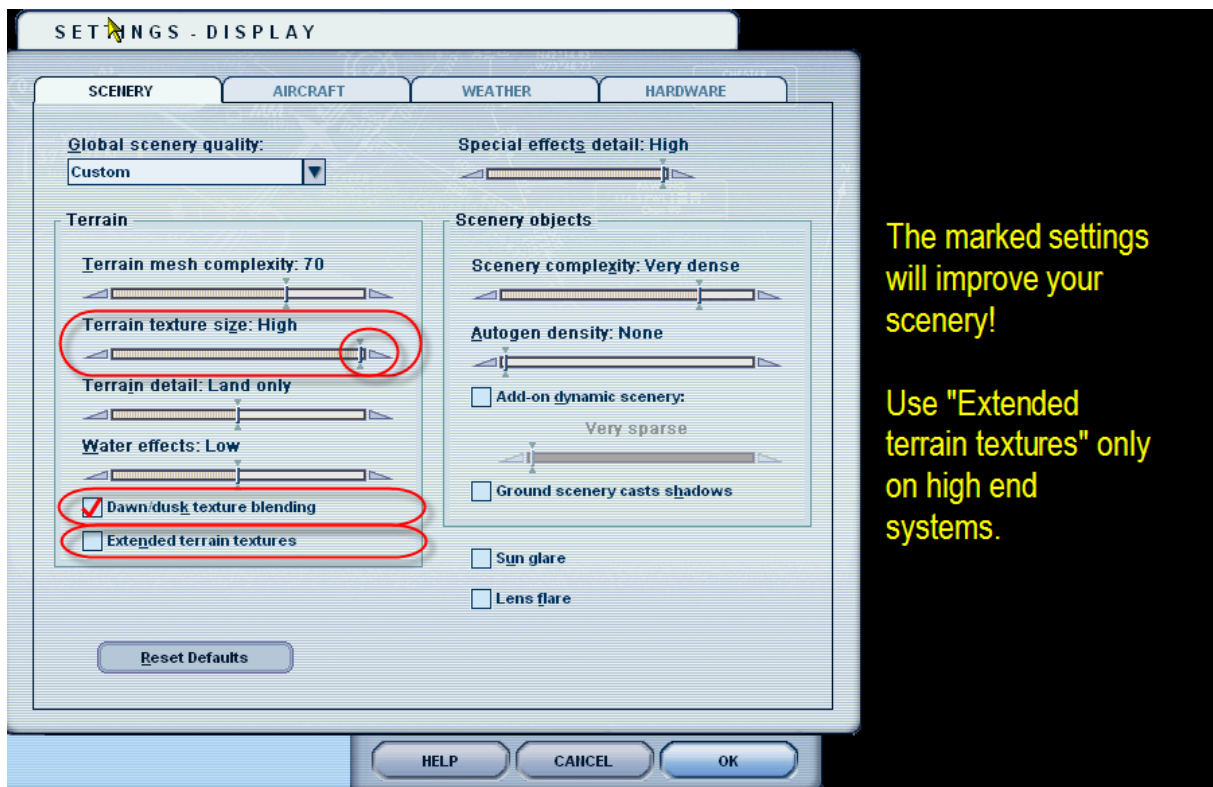 SETTINGS - DISPLAY
SCENERY
AIRCRAFT
WEATHER
HARDWARE
Global scenery quality:
Custom
Special effects detail: High
Terrain
Terrain mesh complexity: 70
Terrain texture size: High
Terrain detail: Land only
Water effects: Low
Dawn/dusk texture blending
Extended terrain textures
Scenery objects
Scenery complexity: Very dense
Autogen density: None
Add-on dynamic scenery:
Very sparse
Ground scenery casts shadows
Sun glare
Lens flare
Reset Defaults
HELP
CANCEL
OK
The marked settings
will improve your
scenery!
Use "Extended
terrain textures" only
on high end
systems.